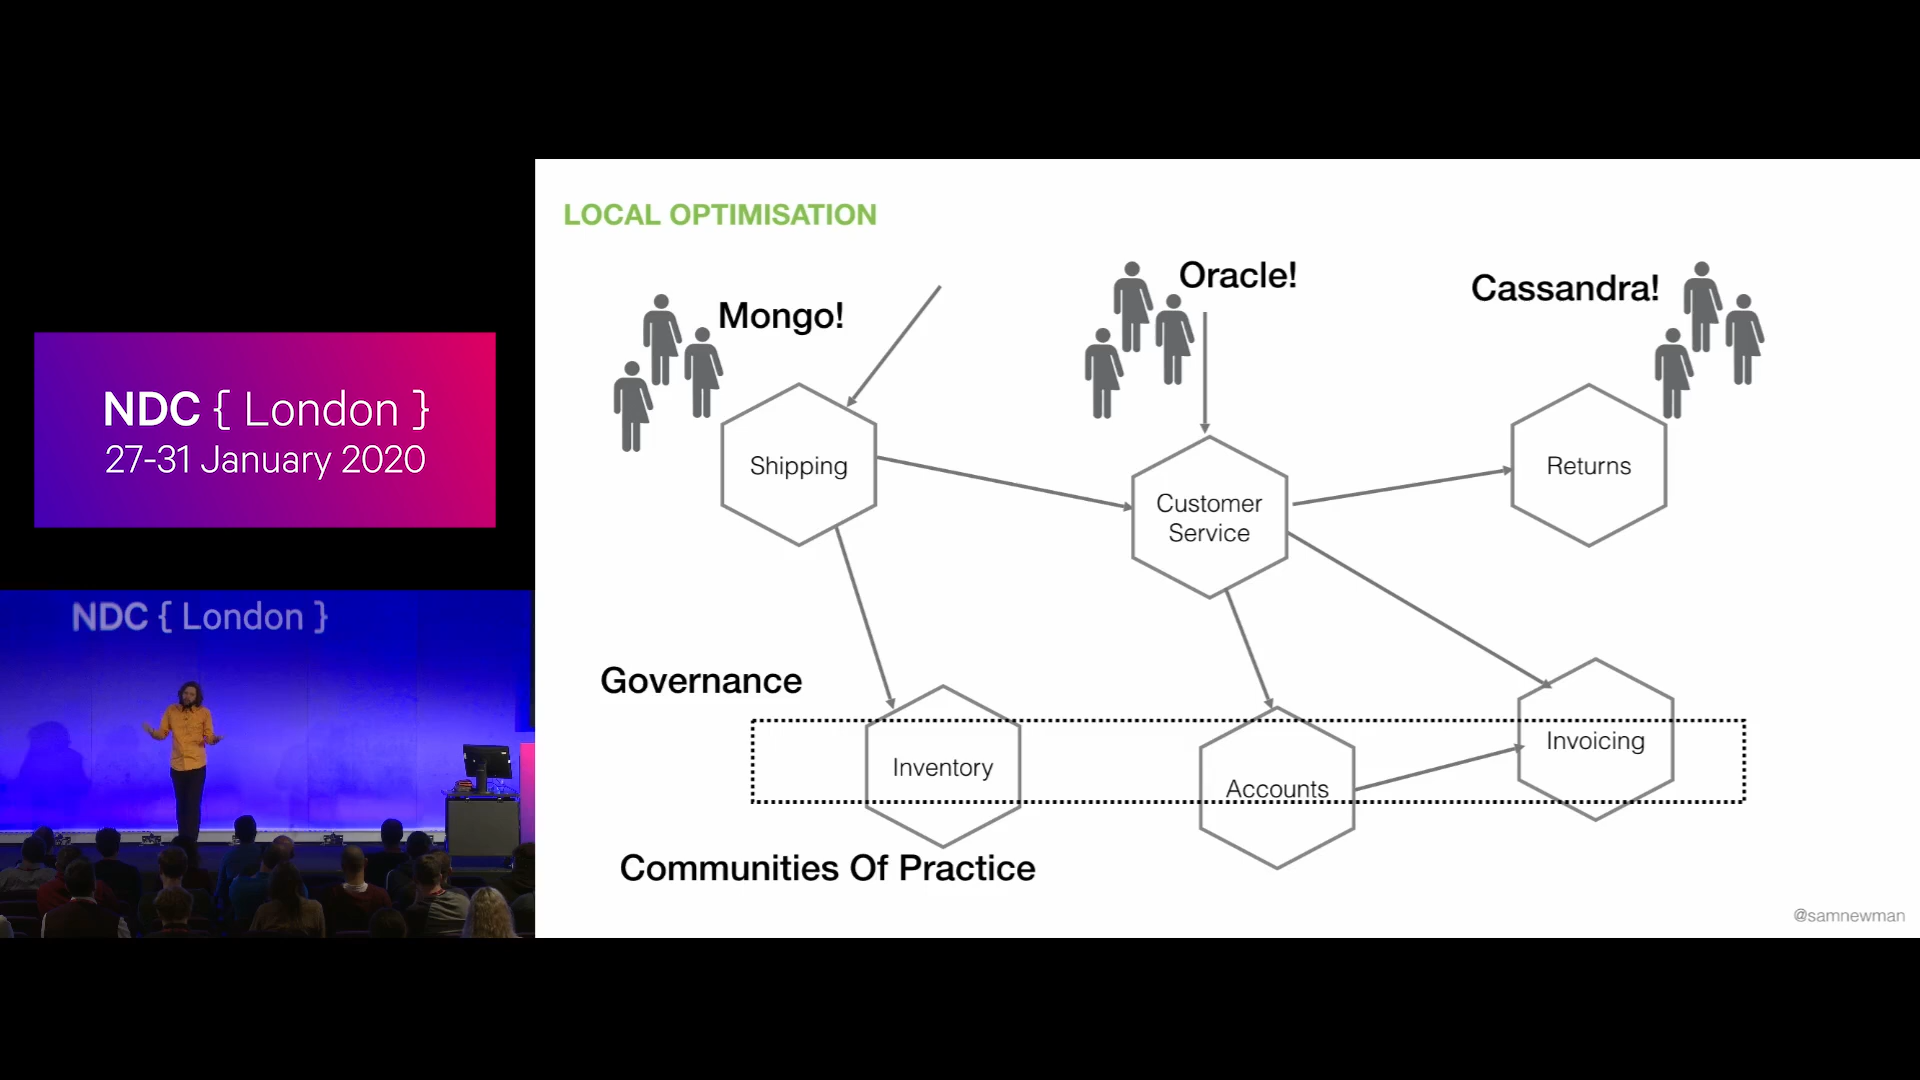 NDC { London }
27-31 January 2020
NDC { London }
LOCAL OPTIMISATION
Mongo!
Oracle!
Cassandra!
Shipping
Customer
Service
Returns
Governance
Inventory
Accounts
Invoicing
Communities Of Practice
@samnewman